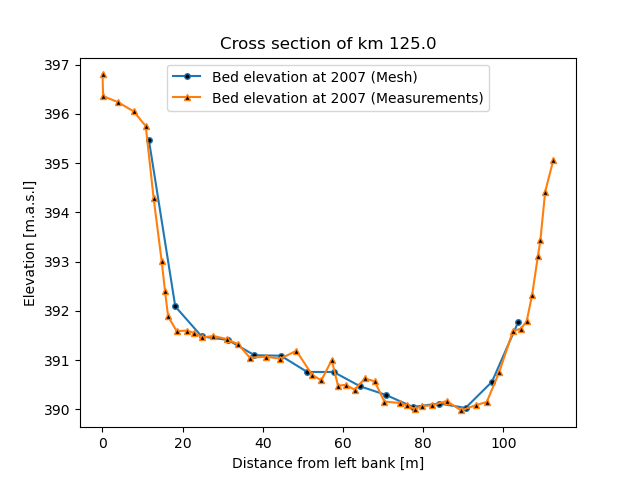 Cross section of km 125.0
Bed elevation at 2007 (Mesh)
Bed elevation at 2007 (Measurements)
Elevation [m.a.s.l]
397
396
395
394
393
392
391
390
0 20 40 60 80 100
Distance from left bank [m]